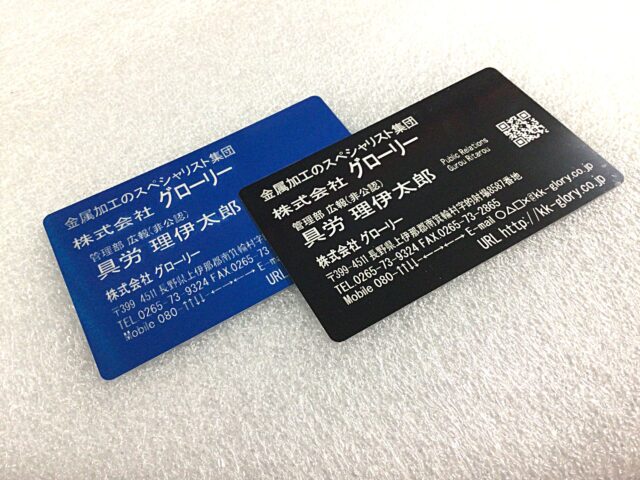 金属加工のスペシャリスト集団
株式会社 グローリー
管理部 広報(非公認)
具労 理伊太郎
株式会社 グローリー
〒399-4511 長野県上伊那郡南箕輪村字
TEL.0265-73-9324 FAX.0265-73
Mobile 080-↑↑↓↓-←→←→ E-m
URL
金属加工のスペシャリスト集団
株式会社 グローリー
管理部 広報(非公認)
具労 理伊太郎
Public Relations
Gurou Riitarou
株式会社 グローリー
〒399-4511 長野県上伊那郡南箕輪村字的射場8567番地
TEL.0265-73-9324 FAX.0265-73-2665
Mobile 080-↑↑↓↓-←→←→ E-mail ○△□×@kk-glory.co.jp
URL http://kk-glory.co.jp